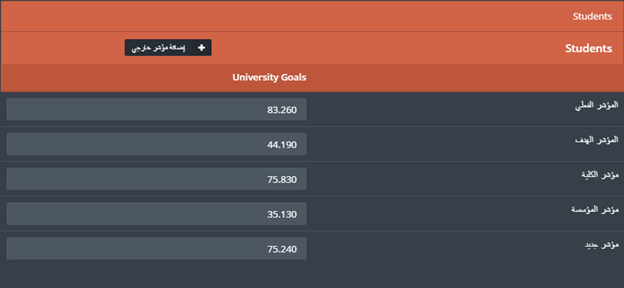 Students
Students
إضافة مؤشر خارجي
University Goals
المؤشر الفعلي
83.260
المؤشر الهدف
44.190
مؤشر الكلية
75.830
مؤشر المؤسسة
35.130
مؤشر جديد
75.240